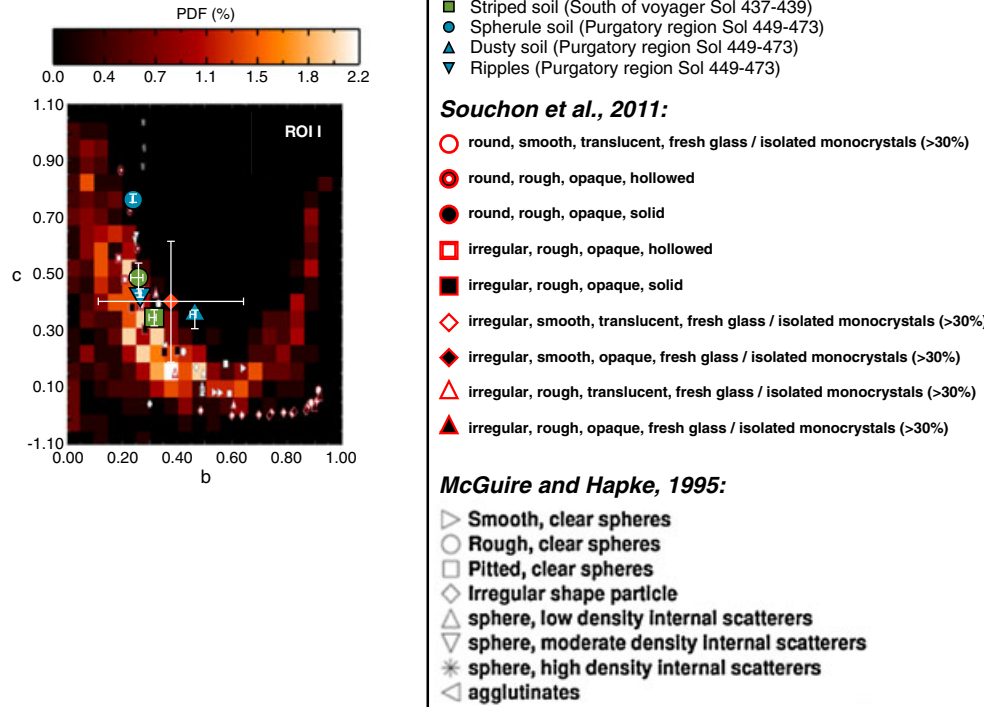 PDF (%)
0.0 0.4 0.7 1.1 1.5 1.8 2.2
1.10
0.90
0.70
0.50
0.30
0.10
-1.10
c
ROI I
0.00 0.20 0.40 0.60 0.80 1.00
b
Striped soil (South of voyager Sol 437-439)
Spherule soil (Purgatory region Sol 449-473)
Dusty soil (Purgatory region Sol 449-473)
Ripples (Purgatory region Sol 449-473)
Souchon et al., 2011:
round, smooth, translucent, fresh glass / isolated monocrystals (>30%)
round, rough, opaque, hollowed
round, rough, opaque, solid
irregular, rough, opaque, hollowed
irregular, rough, opaque, solid
irregular, smooth, translucent, fresh glass / isolated monocrystals (>30%)
irregular, smooth, opaque, fresh glass / isolated monocrystals (>30%)
irregular, rough, translucent, fresh glass / isolated monocrystals (>30%)
irregular, rough, opaque, fresh glass / isolated monocrystals (>30%)
McGuire and Hapke, 1995:
Smooth, clear spheres
Rough, clear spheres
Pitted, clear spheres
Irregular shape particle
sphere, low density internal scatterers
sphere, moderate density internal scatterers
sphere, high density internal scatterers
agglutinates